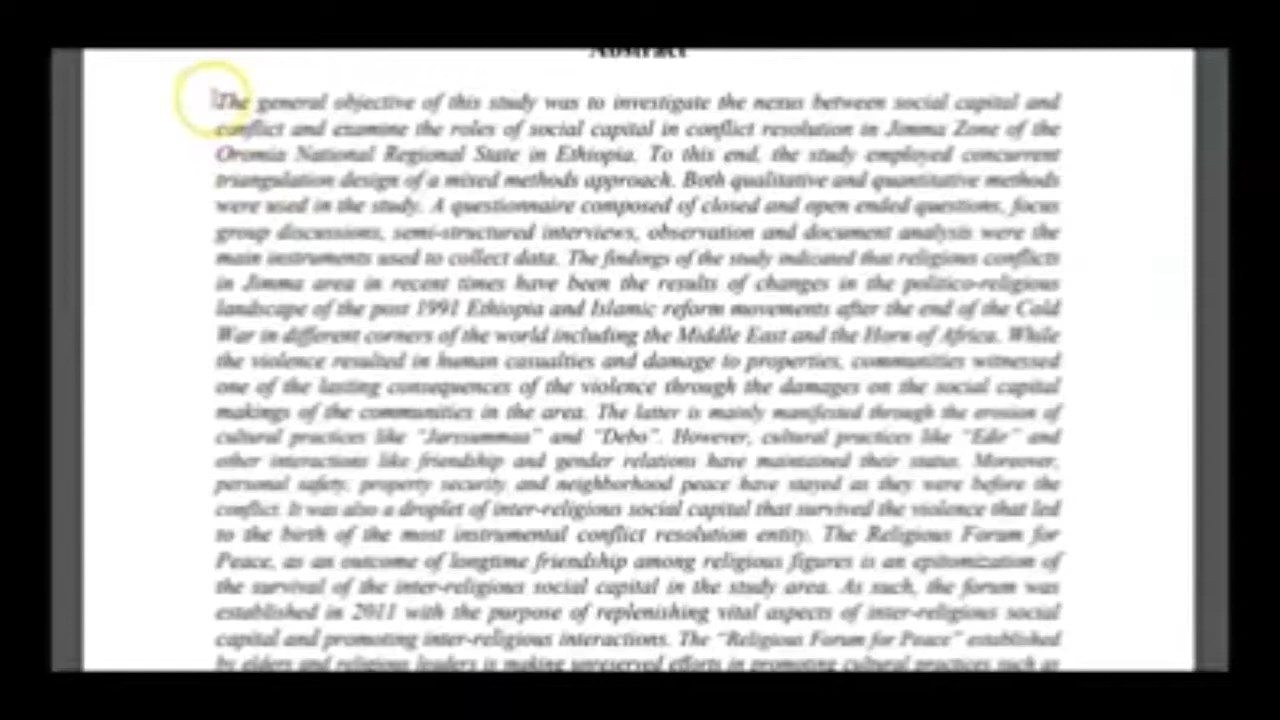 Abstract
The general objective of this study was to investigate the nexus between social capital and
conflict and examine the roles of social capital in conflict resolution in Jimma Zone of the
Oromia National Regional State in Ethiopia. To this end, the study employed concurrent
triangulation design of a mixed methods approach. Both qualitative and quantitative methods
were used in the study. A questionnaire composed of closed and open ended questions, focus
group discussions, semi-structured interviews, observation and document analysis were the
main instruments used to collect data. The findings of the study indicated that religious conflicts
in Jimma area in recent times have been the results of changes in the politico-religious
landscape of the post 1991 Ethiopia and Islamic reform movements after the end of the Cold
War in different corners of the world including the Middle East and the Horn of Africa. While
the violence resulted in human casualties and damage to properties, communities witnessed
one of the lasting consequences of the violence through the damages on the social capital
makings of the communities in the area. The latter is mainly manifested through the erosion of
cultural practices like "Jarsummaa" and "Debo". However, cultural practices like "Edir" and
other interactions like friendship and gender relations have maintained their status. Moreover,
personal safety, property security and neighborhood peace have stayed as they were before the
conflict. It was also a droplet of inter-religious social capital that survived the violence that led
to the birth of the most instrumental conflict resolution entity. The Religious Forum for
Peace, as an outcome of longtime friendship among religious figures is an epitomization of
the survival of the inter-religious social capital in the study area. As such, the forum was
established in 2011 with the purpose of replenishing vital aspects of inter-religious social
capital and promoting inter-religious interactions. The "Religious Forum for Peace" established
by elders and religious leaders is making unreserved efforts in promoting cultural practices such as